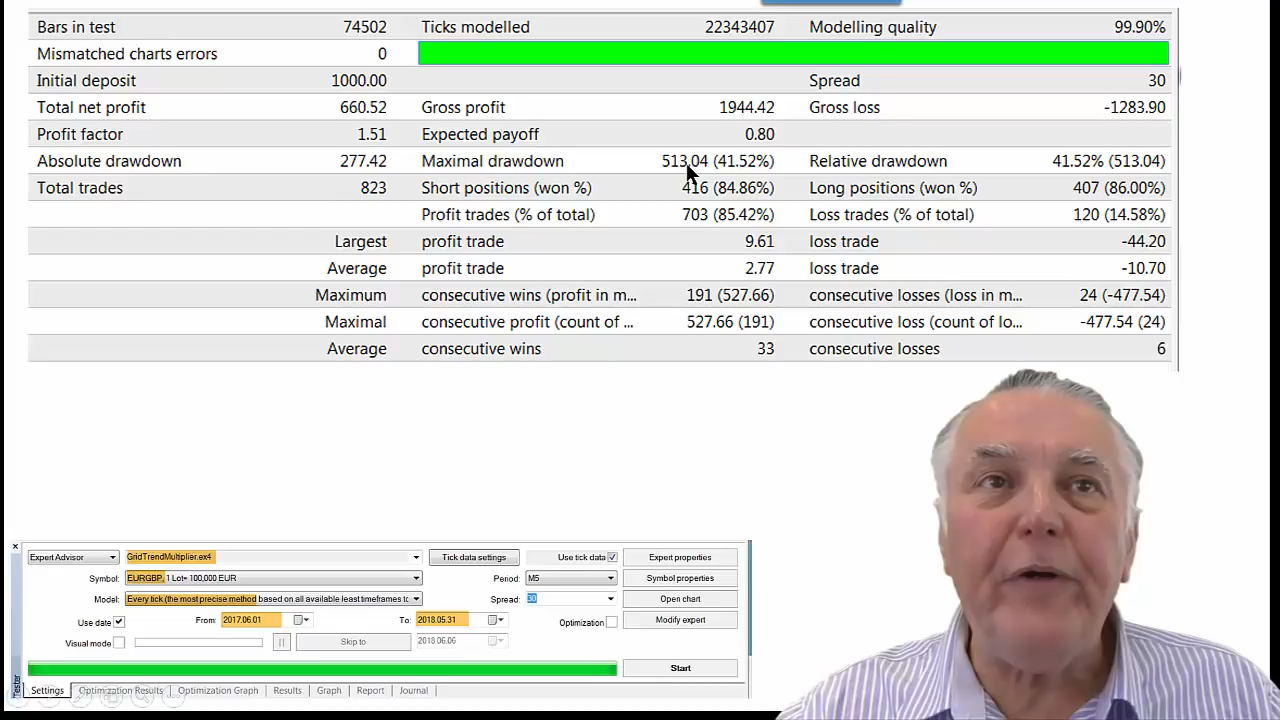 Bars in test 74502 Ticks modelled 22343407 Modelling quality 99.90%
Mismatched charts errors 0
Initial deposit 1000.00 Spread 30
Total net profit 660.52 Gross profit 1944.42 Gross loss -1283.90
Profit factor 1.51 Expected payoff 0.80
Absolute drawdown 277.42 Maximal drawdown 513.04 (41.52%) Relative drawdown 41.52% (513.04)
Total trades 823 Short positions (won %) 416 (84.86%) Long positions (won %) 407 (86.00%)
Profit trades (% of total) 703 (85.42%) Loss trades (% of total) 120 (14.58%)
Largest profit trade 9.61 loss trade -44.20
Average profit trade 2.77 loss trade -10.70
Maximum consecutive wins (profit in m... 191 (527.66) consecutive losses (loss in m... 24 (-477.54)
Maximal consecutive profit (count of ... 527.66 (191) consecutive loss (count of lo... -477.54 (24)
Average consecutive wins 33 consecutive losses 6
Expert Advisor GridTrendMultiplier.ex4 Tick data settings Use tick data Expert properties
Symbol: EURGBP, 1 Lot= 100,000 EUR Period: M5 Symbol properties
Model: Every tick (the most precise method based on all available least timeframes to Spread: 30 Open chart
Use date From: 2017.06.01 To: 2018.05.31 Optimization Modify expert
Visual mode Skip to 2018.06.06
Start
Tester
Settings Optimization Results Optimization Graph Results Graph Report Journal